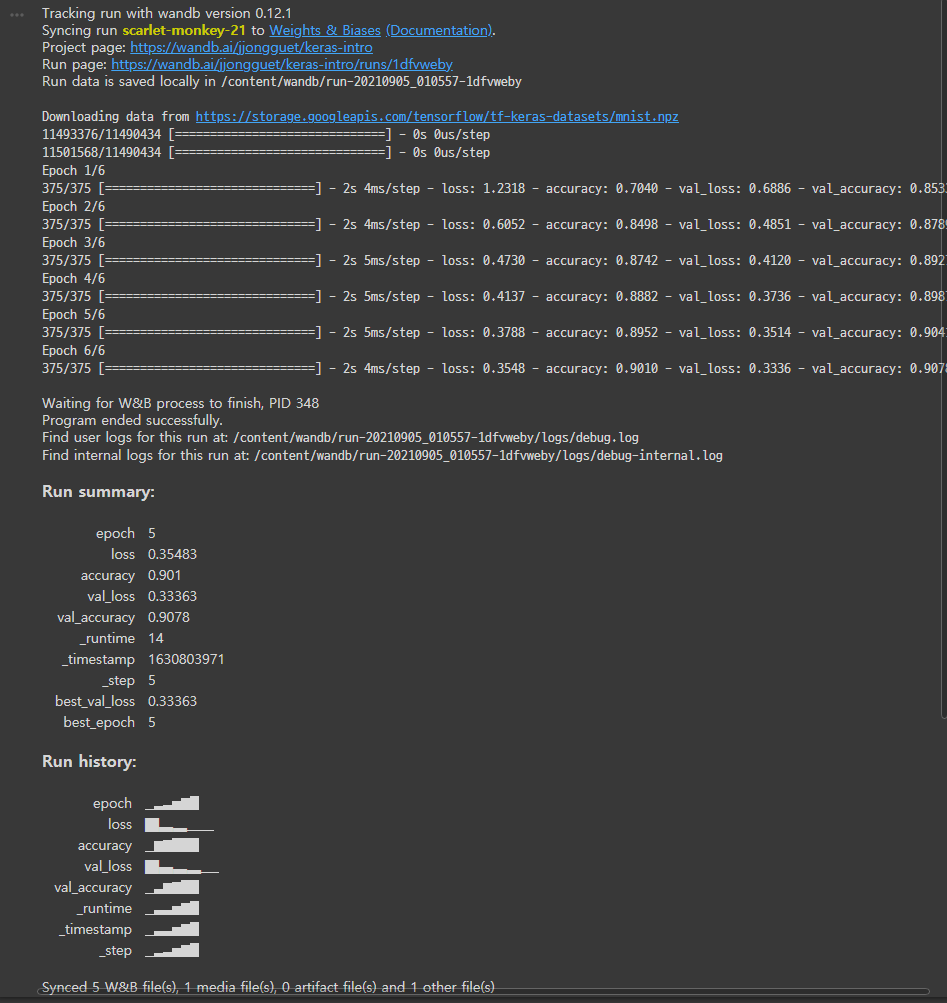 Tracking run with wandb version 0.12.1
Syncing run scarlet-monkey-21 to Weights & Biases (Documentation).
Project page: https://wandb.ai/jjongguet/keras-intro
Run page: https://wandb.ai/jjongguet/keras-intro/runs/1dfvweby
Run data is saved locally in /content/wandb/run-20210905_010557-1dfvweby
Downloading data from https://storage.googleapis.com/tensorflow/tf-keras-datasets/mnist.npz
11493376/11490434 [==============================] - 0s 0us/step
11501568/11490434 [==============================] - 0s 0us/step
Epoch 1/6
375/375 [==============================] - 2s 4ms/step - loss: 1.2318 - accuracy: 0.7040 - val_loss: 0.6886 - val_accuracy: 0.853
Epoch 2/6
375/375 [==============================] - 2s 4ms/step - loss: 0.6052 - accuracy: 0.8498 - val_loss: 0.4851 - val_accuracy: 0.878
Epoch 3/6
375/375 [==============================] - 2s 5ms/step - loss: 0.4730 - accuracy: 0.8742 - val_loss: 0.4120 - val_accuracy: 0.892
Epoch 4/6
375/375 [==============================] - 2s 5ms/step - loss: 0.4137 - accuracy: 0.8882 - val_loss: 0.3736 - val_accuracy: 0.898
Epoch 5/6
375/375 [==============================] - 2s 5ms/step - loss: 0.3788 - accuracy: 0.8952 - val_loss: 0.3514 - val_accuracy: 0.904
Epoch 6/6
375/375 [==============================] - 2s 4ms/step - loss: 0.3548 - accuracy: 0.9010 - val_loss: 0.3336 - val_accuracy: 0.907
Waiting for W&B process to finish, PID 348
Program ended successfully.
Find user logs for this run at: /content/wandb/run-20210905_010557-1dfvweby/logs/debug.log
Find internal logs for this run at: /content/wandb/run-20210905_010557-1dfvweby/logs/debug-internal.log
Run summary:
epoch 5
loss 0.35483
accuracy 0.901
val_loss 0.33363
val_accuracy 0.9078
_runtime 14
_timestamp 1630803971
_step 5
best_val_loss 0.33363
best_epoch 5
Run history:
epoch
loss
accuracy
val_loss
val_accuracy
_runtime
_timestamp
_step
Synced 5 W&B file(s), 1 media file(s), 0 artifact file(s) and 1 other file(s)